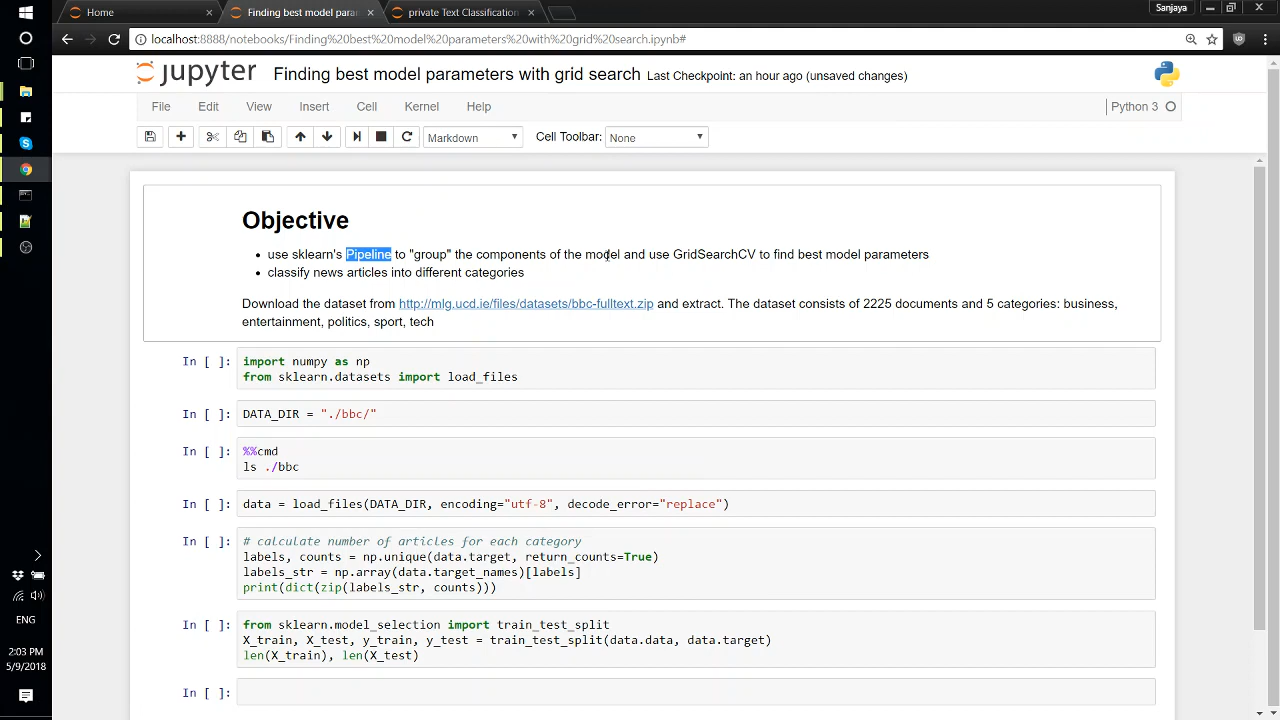 Home
Finding best model para
private Text Classification
Sanjaya
localhost:8888/notebooks/Finding%20best%20model%20parameters%20with%20grid%20search.ipynb#
jupyter Finding best model parameters with grid search Last Checkpoint: an hour ago (unsaved changes)
File Edit View Insert Cell Kernel Help Python 3
Markdown Cell Toolbar: None
Objective
• use sklearn's Pipeline to "group" the components of the model and use GridSearchCV to find best model parameters
• classify news articles into different categories
Download the dataset from http://mlg.ucd.ie/files/datasets/bbc-fulltext.zip and extract. The dataset consists of 2225 documents and 5 categories: business,
entertainment, politics, sport, tech
In [ ]: import numpy as np
from sklearn.datasets import load_files
In [ ]: DATA_DIR = "./bbc/"
In [ ]: %%cmd
ls ./bbc
In [ ]: data = load_files(DATA_DIR, encoding="utf-8", decode_error="replace")
In [ ]: # calculate number of articles for each category
labels, counts = np.unique(data.target, return_counts=True)
labels_str = np.array(data.target_names)[labels]
print(dict(zip(labels_str, counts)))
In [ ]: from sklearn.model_selection import train_test_split
X_train, X_test, y_train, y_test = train_test_split(data.data, data.target)
len(X_train), len(X_test)
In [ ]:
ENG
2:03 PM
5/9/2018